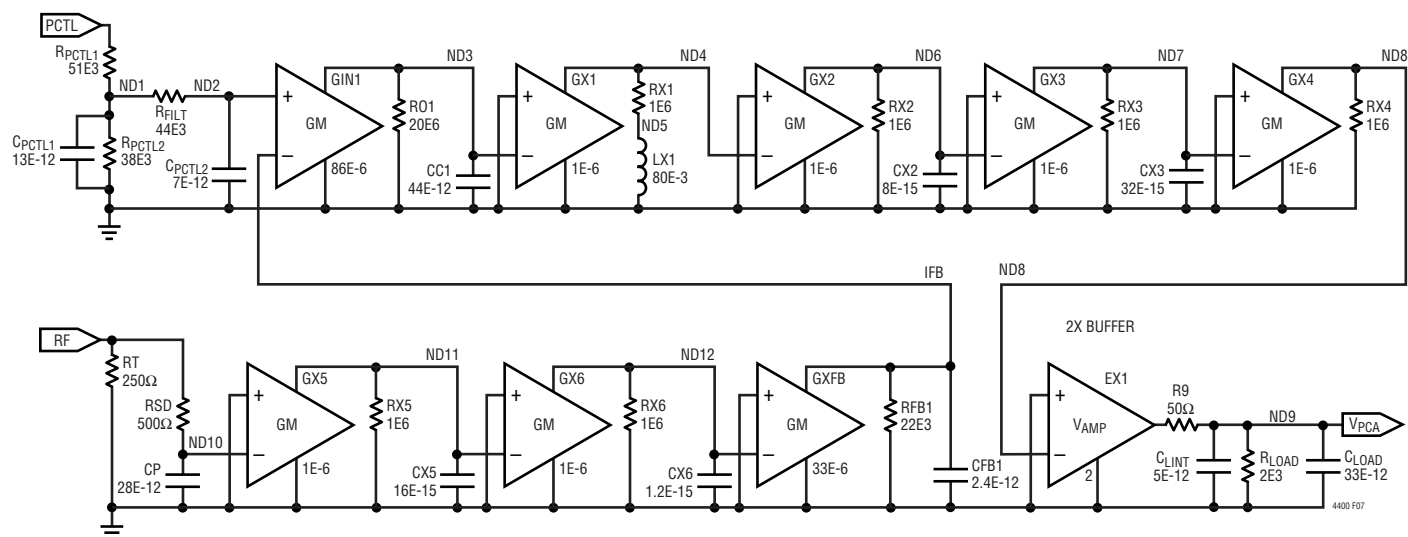 PCTL
RPCTL1
51E3
ND1
ND2
RFILT
44E3
CPCTL1
13E-12
RPCTL2
38E3
CPCTL2
7E-12
+
–
GM
GIN1
86E-6
RO1
20E6
ND3
CC1
44E-12
+
–
GM
GX1
1E-6
RX1
1E6
ND5
LX1
80E-3
ND4
+
–
GM
GX2
1E-6
RX2
1E6
ND6
CX2
8E-15
+
–
GM
GX3
1E-6
RX3
1E6
ND7
CX3
32E-15
+
–
GM
GX4
1E-6
RX4
1E6
ND8
IFB
ND8
RF
RT
250Ω
RSD
500Ω
ND10
CP
28E-12
+
–
GM
GX5
1E-6
RX5
1E6
ND11
CX5
16E-15
+
–
GM
GX6
1E-6
RX6
1E6
ND12
CX6
1.2E-15
+
–
GM
GXFB
33E-6
RFB1
22E3
CFB1
2.4E-12
2X BUFFER
+
–
VAMP
EX1
2
R9
50Ω
ND9
VPCA
CLINT
5E-12
RLOAD
2E3
CLOAD
33E-12
4400 F07